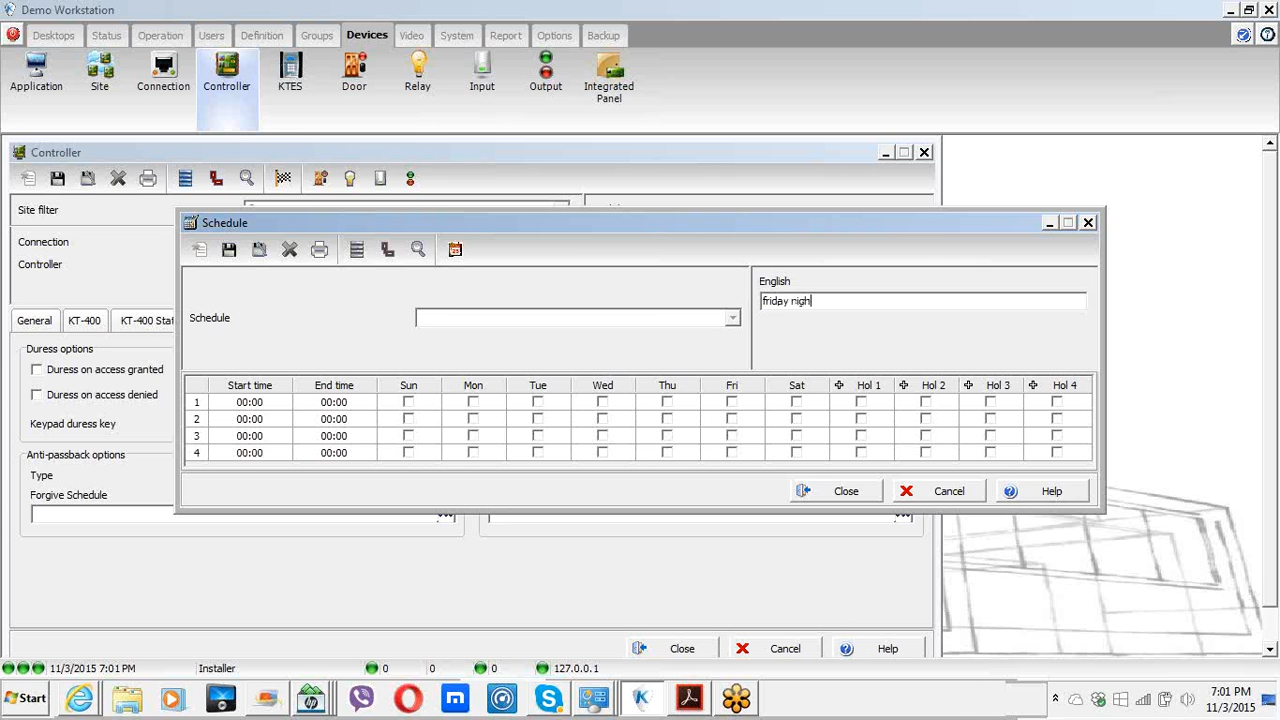 Demo Workstation
Desktops Status Operation Users Definition Groups Devices Video System Report Options Backup
Application Site Connection Controller KTES Door Relay Input Output Integrated
Panel
Controller
Site filter
Schedule
Connection
English
Controller
friday nigh
Schedule
General KT-400
Duress options
Start time End time Sun Mon Tue Wed Thu Fri Sat Hol 1 Hol 2 Hol 3 Hol 4
Duress on access granted
1 00:00 00:00
Duress on access denied
2 00:00 00:00
Keypad duress key
3 00:00 00:00
4 00:00 00:00
Anti-passback options
Type
Close Cancel Help
Forgive Schedule
Close Cancel Help
11/3/2015 7:01 PM Installer 0 0 0 127.0.0.1
Start
7:01 PM
11/3/2015